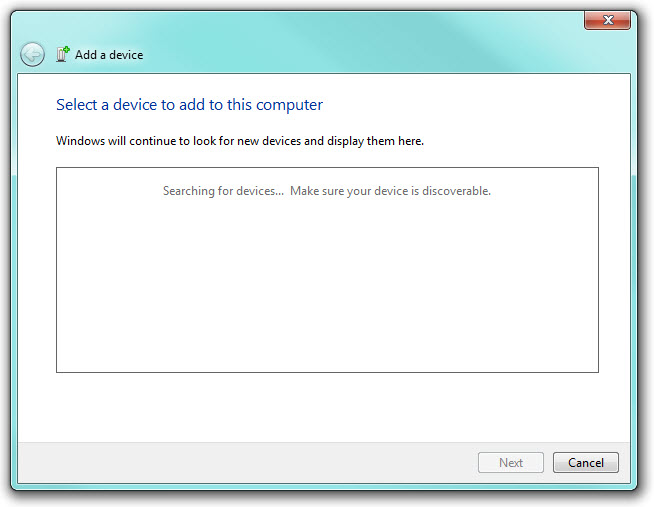 Add a device
Select a device to add to this computer
Windows will continue to look for new devices and display them here.
Searching for devices... Make sure your device is discoverable.
Next
Cancel